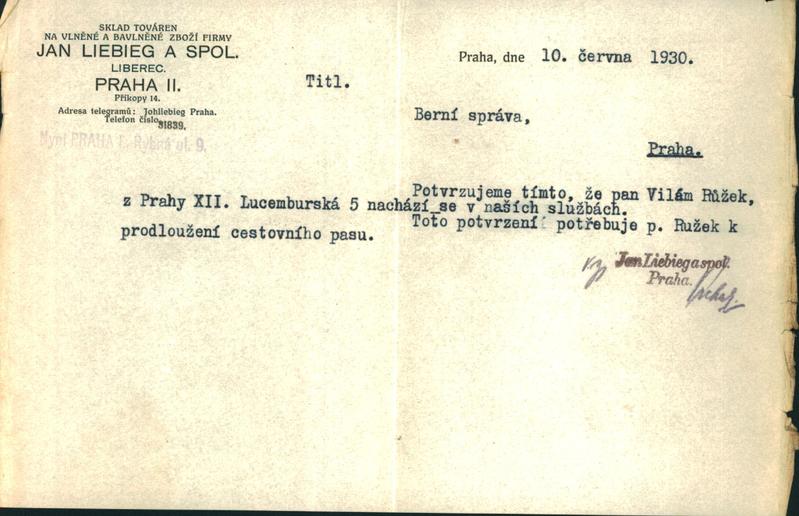 SKLAD TOVÁREN
NA VLNĚNÉ A BAVLNĚNÉ ZBOŽÍ FIRMY
JAN LIEBIEG A SPOL.
LIBEREC.
PRAHA II.
Příkopy 14.
Adresa telegramů: Johliebieg Praha.
Telefon číslo 31839.
Nyní PRAHA I., Rybná ul. 9.
Praha, dne 10. června 1930.
Titl.
Berní správa,
Praha.
Potvrzujeme tímto, že pan Vilám Růžek,
z Prahy XII. Lucemburská 5 nachází se v našich službách.
Toto potvrzení potřebuje p. Ružek k
prodloužení cestovního pasu.
Jan Liebieg a spol.
Praha.